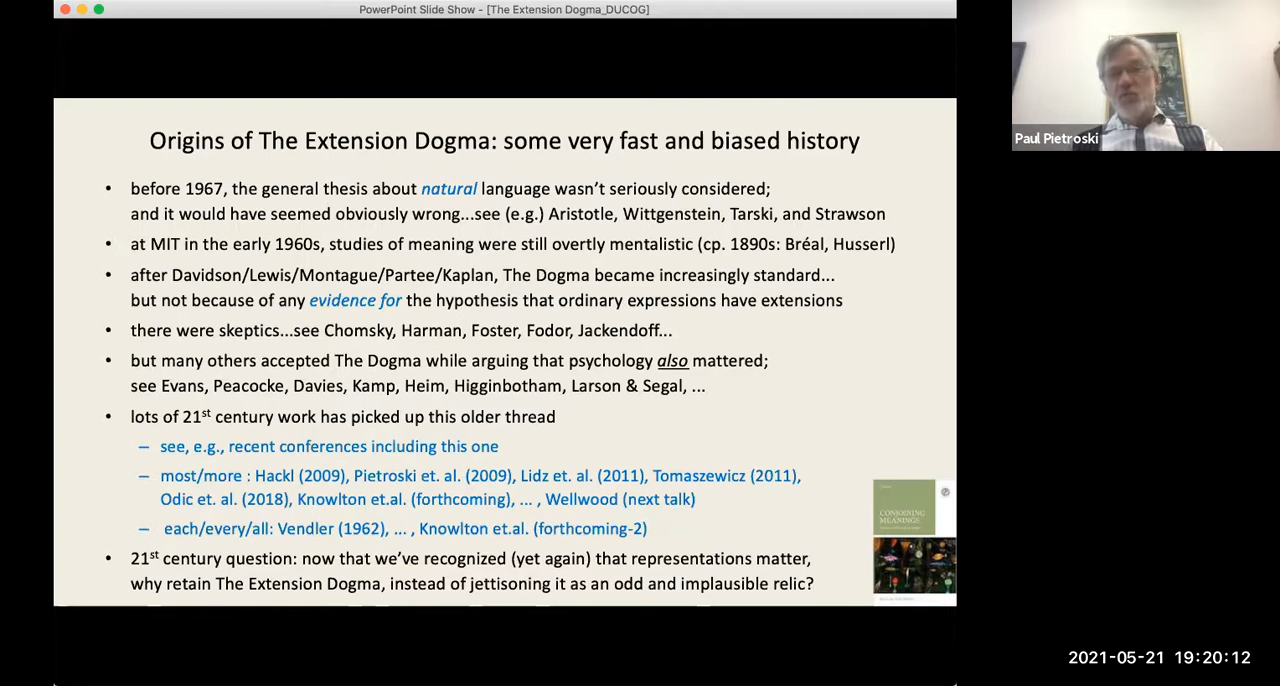 PowerPoint Slide Show - [The Extension Dogma_DUCOG]
Origins of The Extension Dogma: some very fast and biased history
• before 1967, the general thesis about natural language wasn't seriously considered;
and it would have seemed obviously wrong...see (e.g.) Aristotle, Wittgenstein, Tarski, and Strawson
• at MIT in the early 1960s, studies of meaning were still overtly mentalistic (cp. 1890s: Bréal, Husserl)
• after Davidson/Lewis/Montague/Partee/Kaplan, The Dogma became increasingly standard...
but not because of any evidence for the hypothesis that ordinary expressions have extensions
• there were skeptics...see Chomsky, Harman, Foster, Fodor, Jackendoff...
• but many others accepted The Dogma while arguing that psychology also mattered;
see Evans, Peacocke, Davies, Kamp, Heim, Higginbotham, Larson & Segal, ...
• lots of 21st century work has picked up this older thread
– see, e.g., recent conferences including this one
– most/more : Hackl (2009), Pietroski et. al. (2009), Lidz et. al. (2011), Tomaszewicz (2011),
Odic et. al. (2018), Knowlton et.al. (forthcoming), ... , Wellwood (next talk)
– each/every/all: Vendler (1962), ... , Knowlton et.al. (forthcoming-2)
• 21st century question: now that we've recognized (yet again) that representations matter,
why retain The Extension Dogma, instead of jettisoning it as an odd and implausible relic?
CONJOINING
MEANINGS
Paul Pietroski
2021-05-21 19:20:12